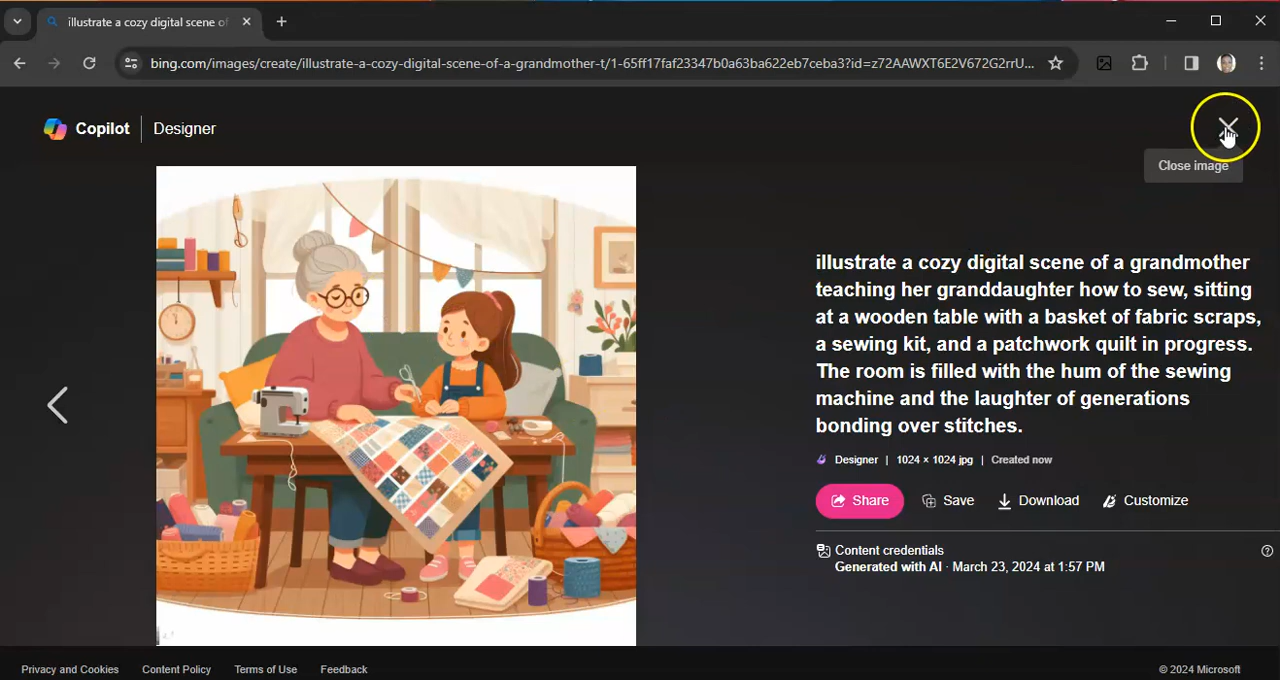 illustrate a cozy digital scene of
bing.com/images/create/illustrate-a-cozy-digital-scene-of-a-grandmother-t/1-65ff17faf23347b0a63ba622eb7ceba3?id=z72AAWXT6E2V672G2rrU...
Copilot | Designer
Close image
illustrate a cozy digital scene of a grandmother
teaching her granddaughter how to sew, sitting
at a wooden table with a basket of fabric scraps,
a sewing kit, and a patchwork quilt in progress.
The room is filled with the hum of the sewing
machine and the laughter of generations
bonding over stitches.
Designer | 1024 × 1024 jpg | Created now
Share Save Download Customize
Content credentials
Generated with AI · March 23, 2024 at 1:57 PM
Privacy and Cookies Content Policy Terms of Use Feedback © 2024 Microsoft